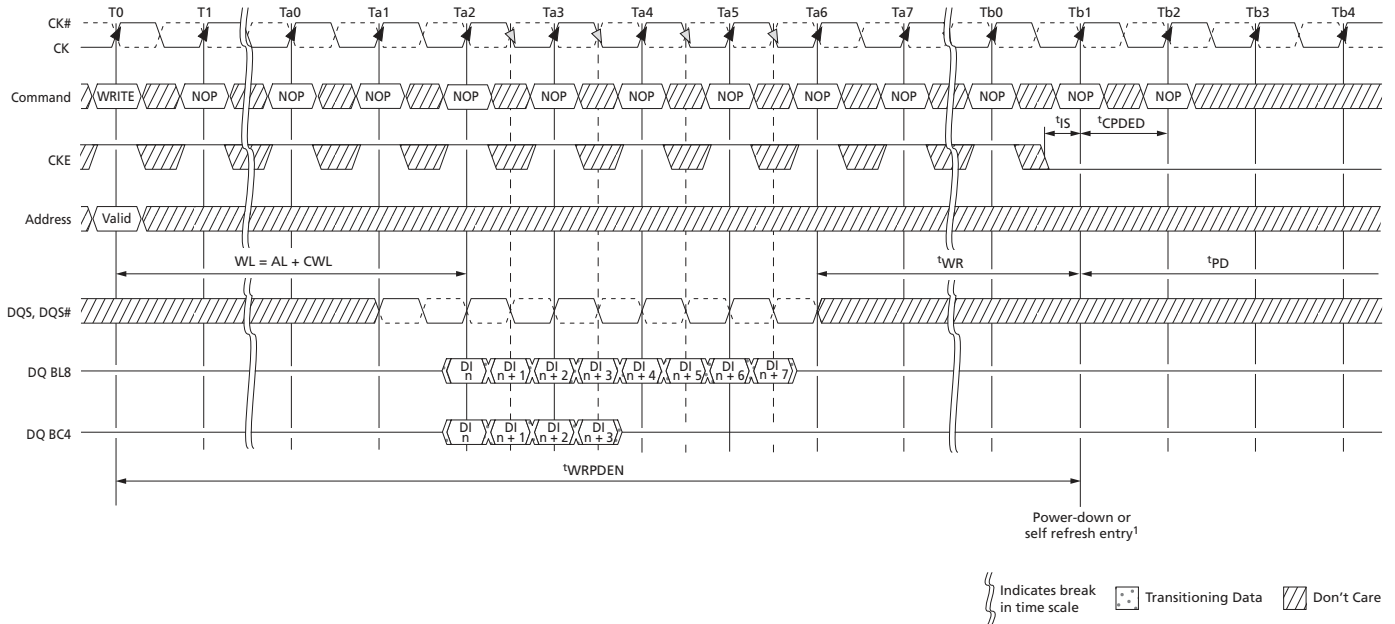 T0 T1 Ta0 Ta1 Ta2 Ta3 Ta4 Ta5 Ta6 Ta7 Tb0 Tb1 Tb2 Tb3 Tb4
CK#
CK
Command WRITE NOP NOP NOP NOP NOP NOP NOP NOP NOP NOP NOP NOP
tIS tCPDED
CKE
Address Valid
WL = AL + CWL tWR tPD
DQS, DQS#
DQ BL8 DI n DI n + 1 DI n + 2 DI n + 3 DI n + 4 DI n + 5 DI n + 6 DI n + 7
DQ BC4 DI n DI n + 1 DI n + 2 DI n + 3
tWRPDEN
Power-down or
self refresh entry1
Indicates break
in time scale
Transitioning Data
Don't Care